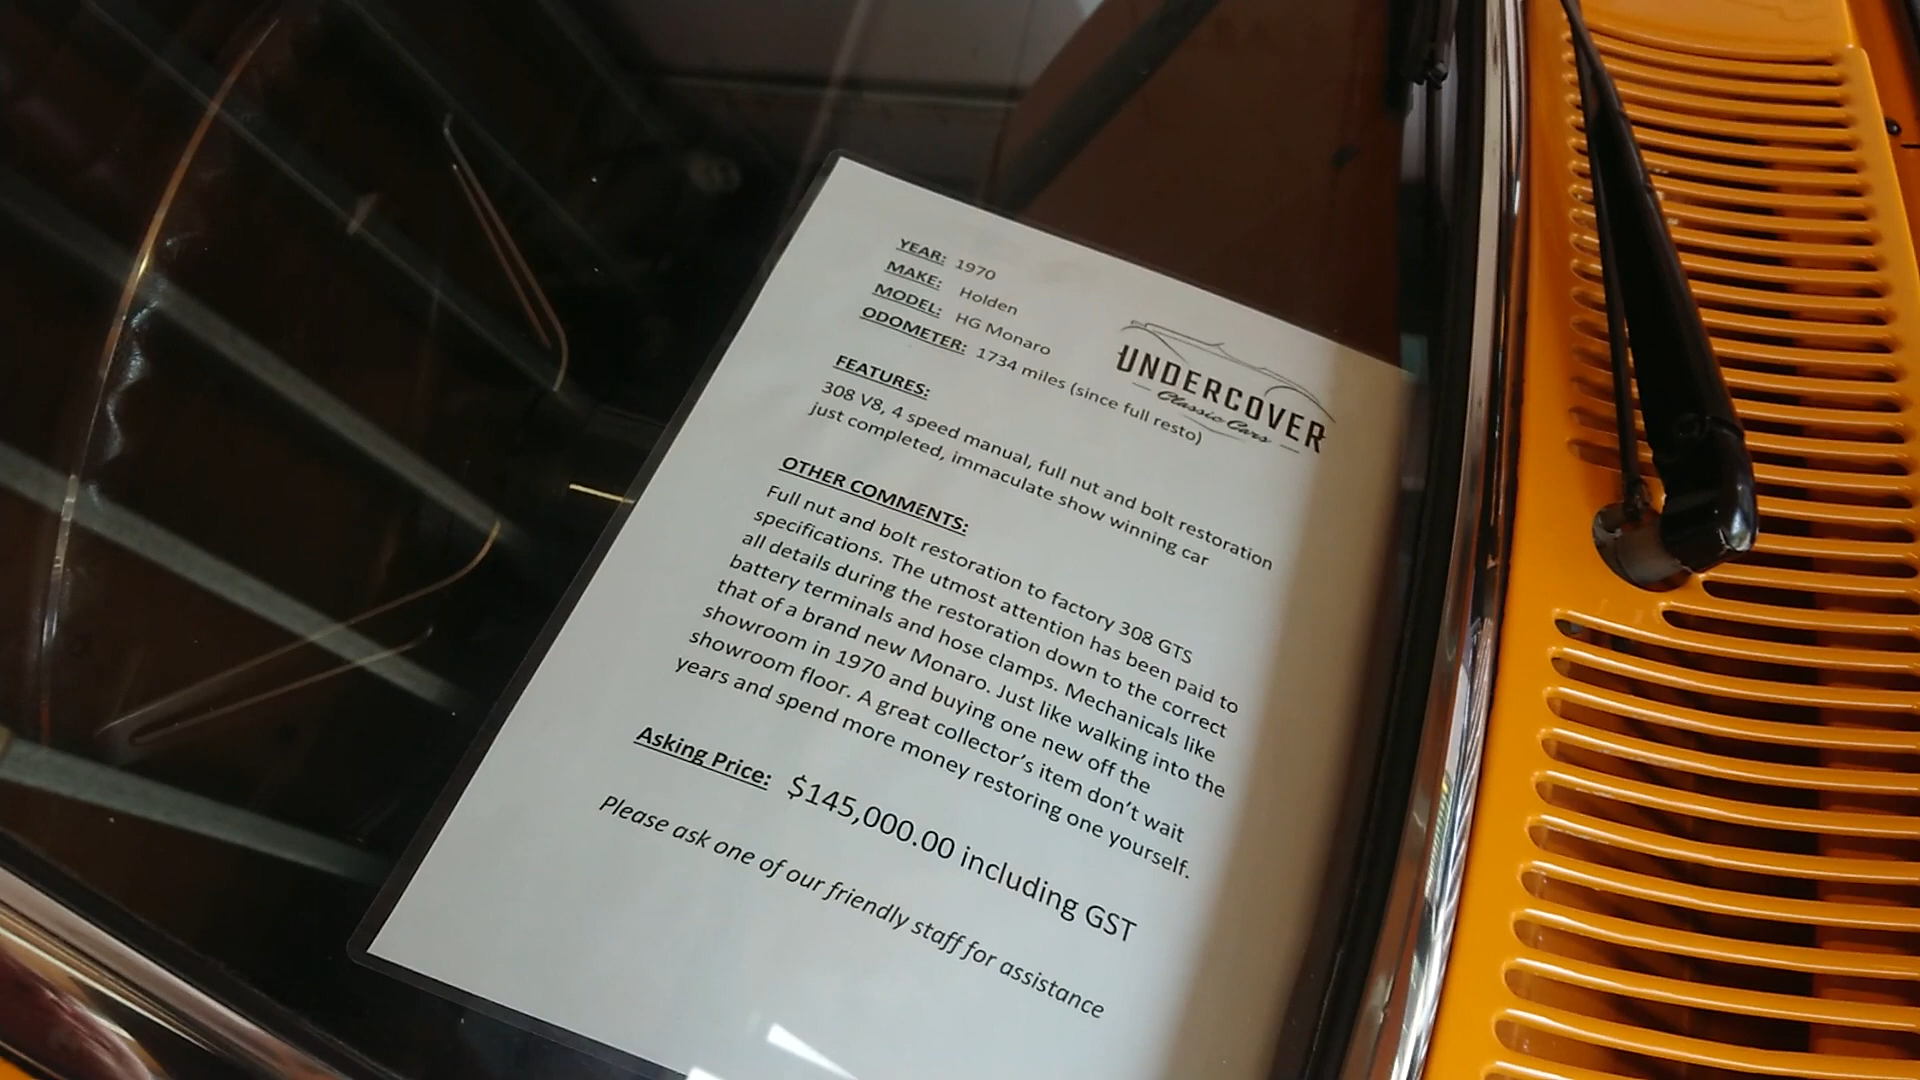 YEAR: 1970
MAKE: Holden
MODEL: HG Monaro
ODOMETER: 1734 miles (since full resto)
UNDERCOVER
Classic Cars
FEATURES:
308 V8, 4 speed manual, full nut and bolt restoration
just completed, immaculate show winning car
OTHER COMMENTS:
Full nut and bolt restoration to factory 308 GTS
specifications. The utmost attention has been paid to
all details during the restoration down to the correct
battery terminals and hose clamps. Mechanicals like
that of a brand new Monaro. Just like walking into the
showroom in 1970 and buying one new off the
showroom floor. A great collector's item don't wait
years and spend more money restoring one yourself.
Asking Price: $145,000.00 including GST
Please ask one of our friendly staff for assistance